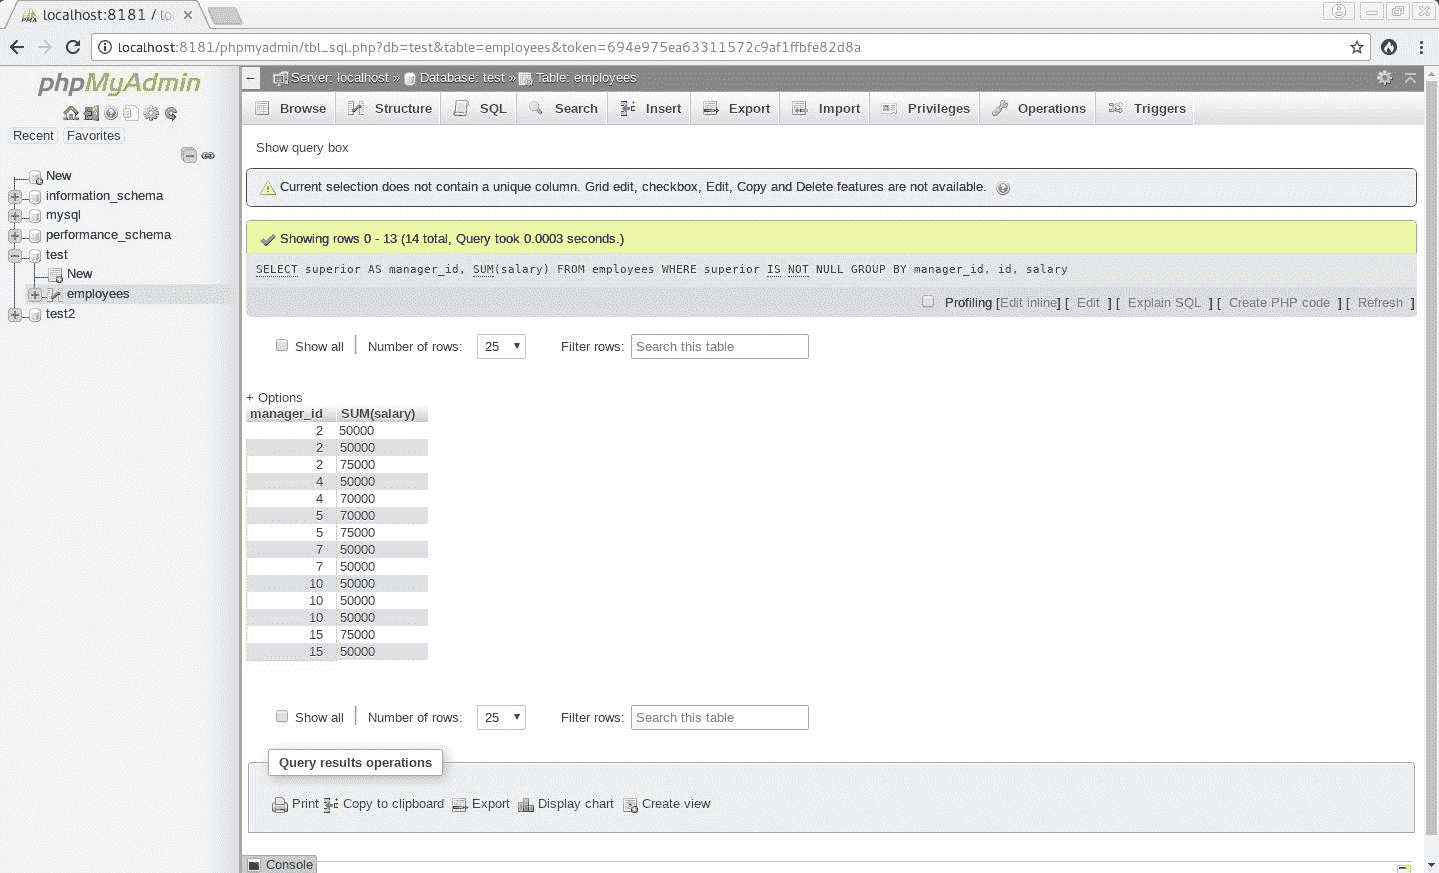 localhost:8181 / lo
localhost:8181/phpmyadmin/tbl_sql.php?db=test&table=employees&token=694e975ea63311572c9af1ffbfe82d8a
phpMyAdmin
Recent Favorites
New
information_schema
mysql
performance_schema
test
New
employees
test2
Server: localhost » Database: test » Table: employees
Browse Structure SQL Search Insert Export Import Privileges Operations Triggers
Show query box
Current selection does not contain a unique column. Grid edit, checkbox, Edit, Copy and Delete features are not available.
Showing rows 0 - 13 (14 total, Query took 0.0003 seconds.)
SELECT superior AS manager_id, SUM(salary) FROM employees WHERE superior IS NOT NULL GROUP BY manager_id, id, salary
Profiling [Edit inline] [ Edit ] [ Explain SQL ] [ Create PHP code ] [ Refresh ]
Show all | Number of rows: 25 Filter rows: Search this table
+ Options
manager_id SUM(salary)
2 50000
2 50000
2 75000
4 50000
4 70000
5 70000
5 75000
7 50000
7 50000
10 50000
10 50000
10 50000
15 75000
15 50000
Show all | Number of rows: 25 Filter rows: Search this table
Query results operations
Print Copy to clipboard Export Display chart Create view
Console